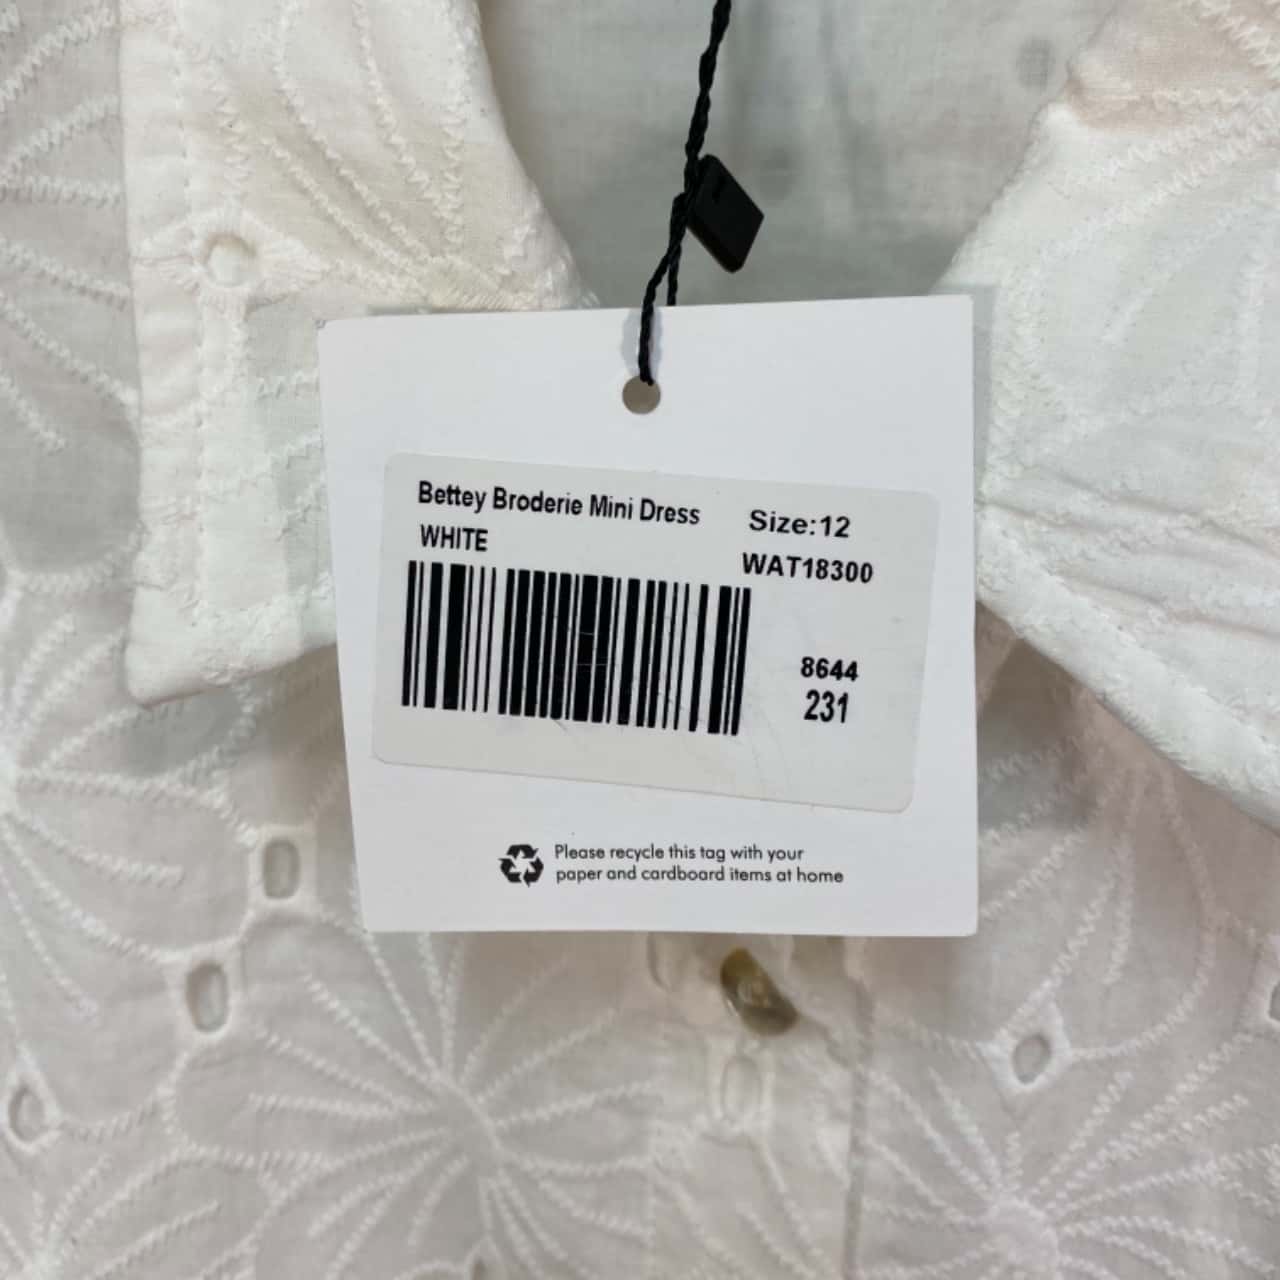 Bettey Broderie Mini Dress
WHITE
Size:12
WAT18300
8644
231
Please recycle this tag with your
paper and cardboard items at home